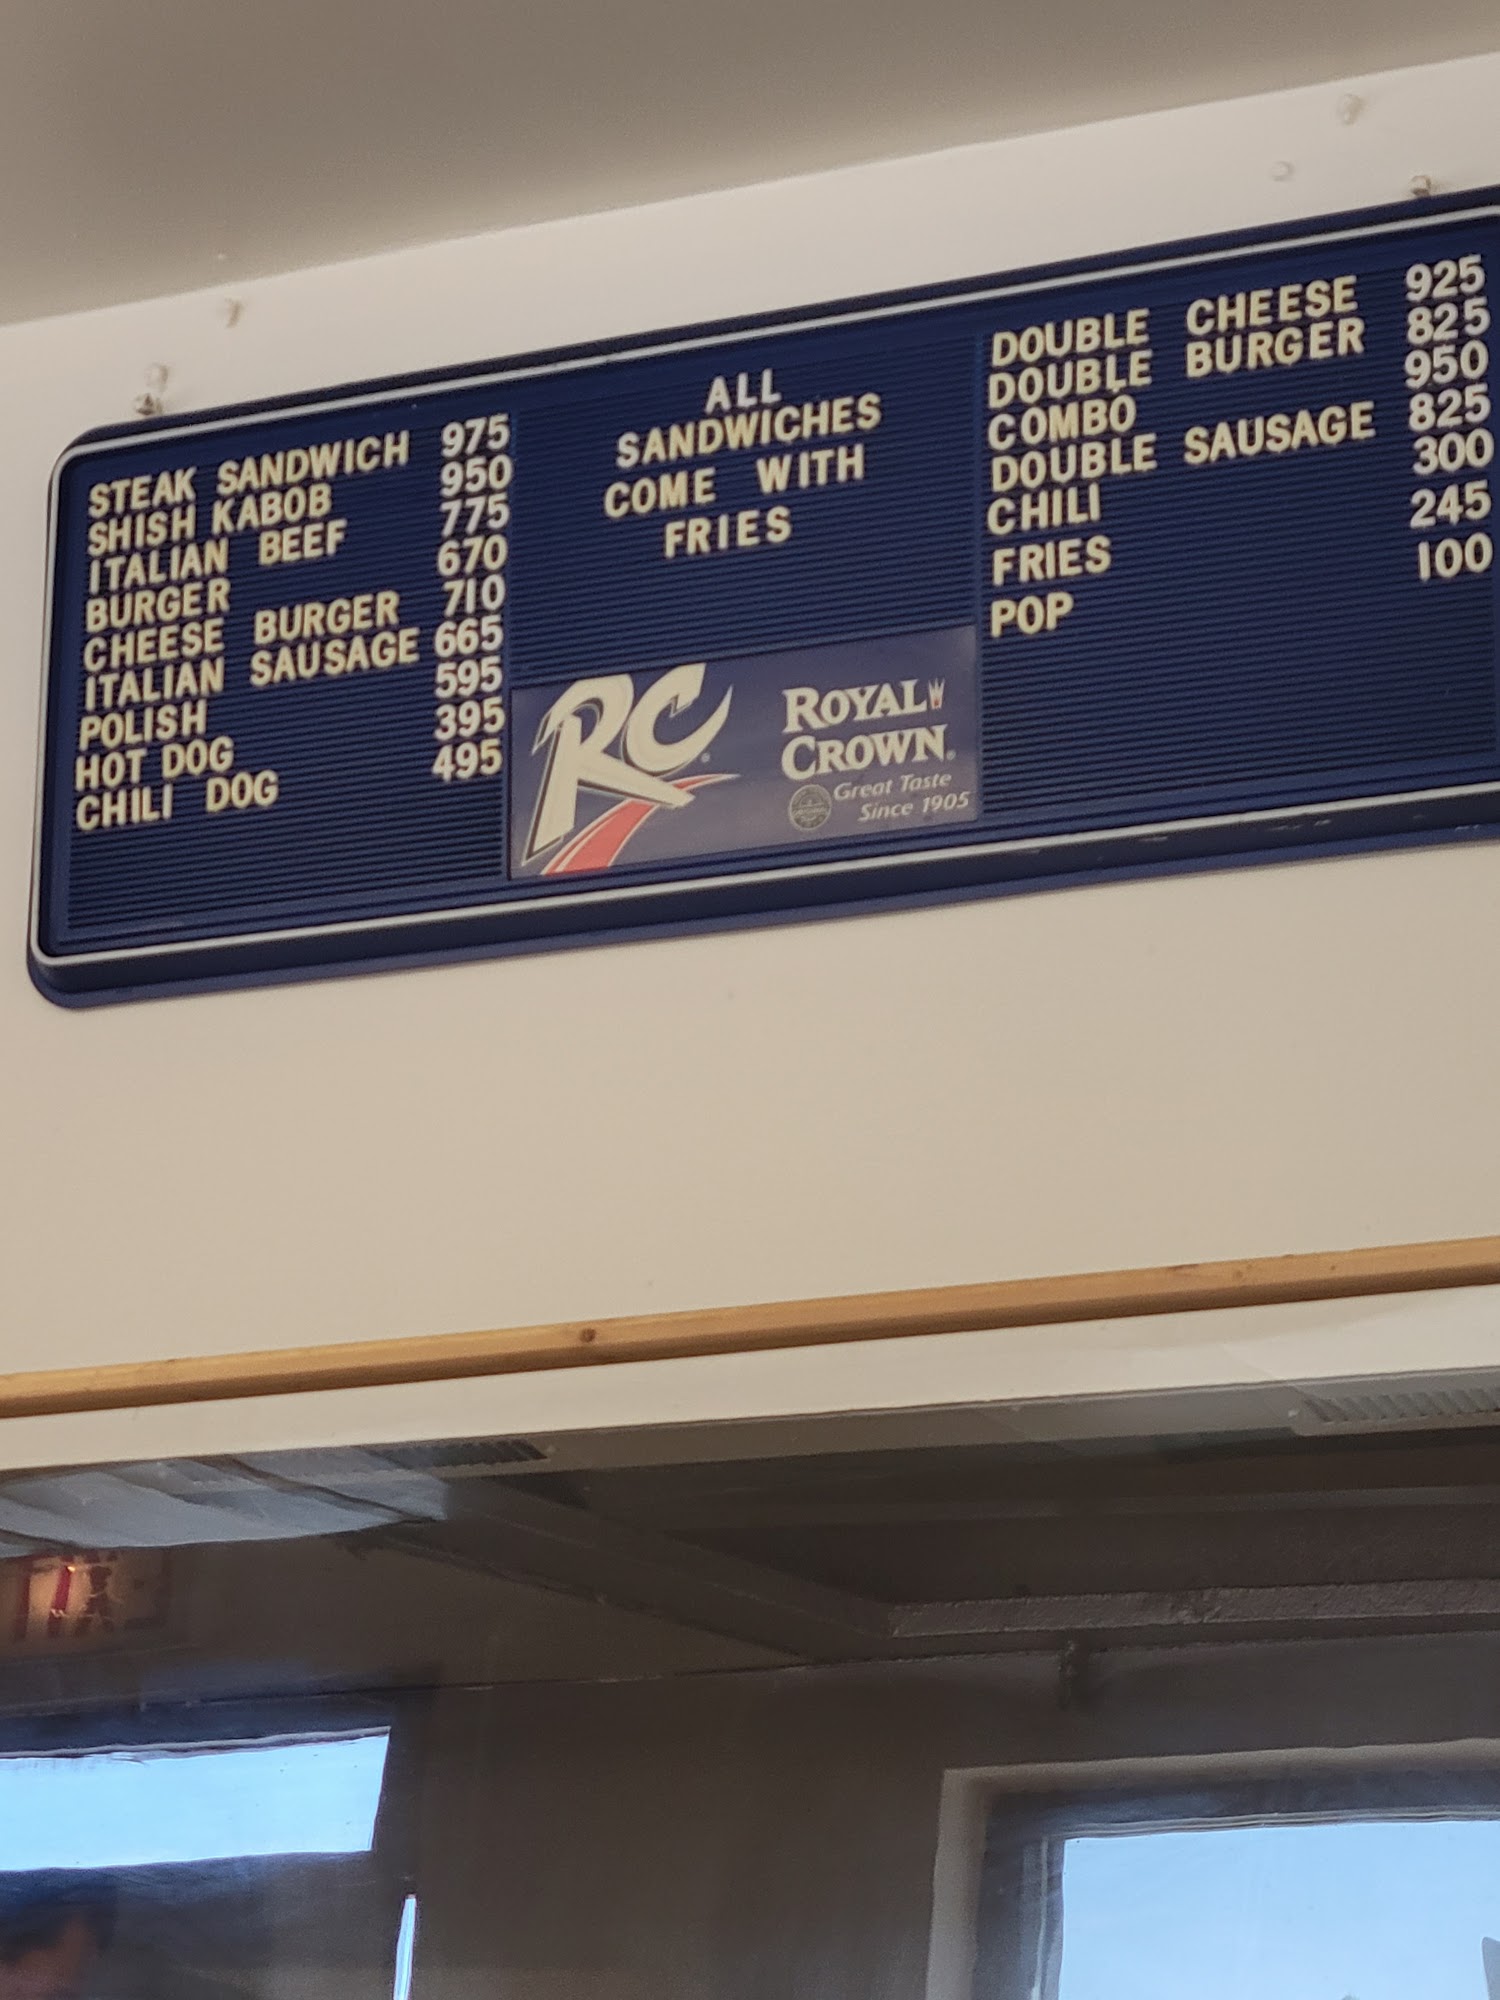 STEAK SANDWICH 975
SHISH KABOB 950
ITALIAN BEEF 775
BURGER 670
CHEESE BURGER 710
ITALIAN SAUSAGE 665
POLISH 595
HOT DOG 395
CHILI DOG 495
ALL
SANDWICHES
COME WITH
FRIES
RC
ROYAL
CROWN
Great Taste
Since 1905
DOUBLE CHEESE 925
DOUBLE BURGER 825
COMBO 950
DOUBLE SAUSAGE 825
CHILI 300
FRIES 245
POP 100